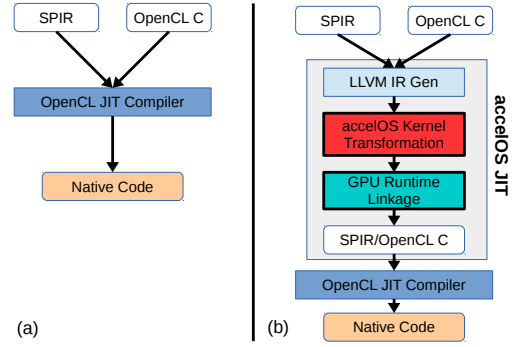 SPIR
OpenCL C
OpenCL JIT Compiler
Native Code
(a)
SPIR
OpenCL C
LLVM IR Gen
accelOS Kernel
Transformation
GPU Runtime
Linkage
SPIR/OpenCL C
accelOS JIT
OpenCL JIT Compiler
Native Code
(b)